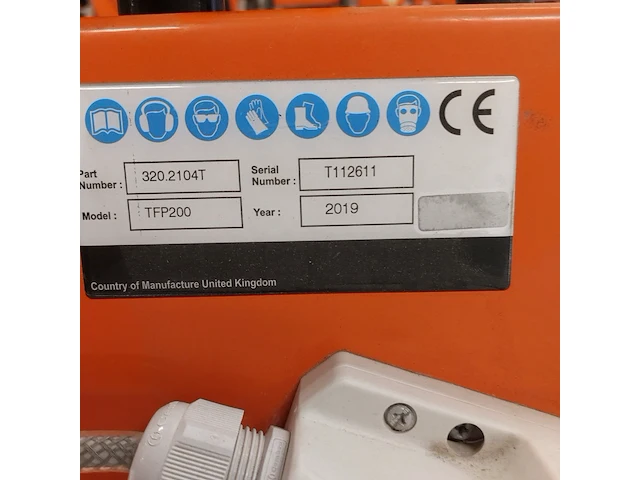 CE
Part Number : 320.2104T Serial Number : T112611
Model : TFP200 Year : 2019
Country of Manufacture United Kingdom